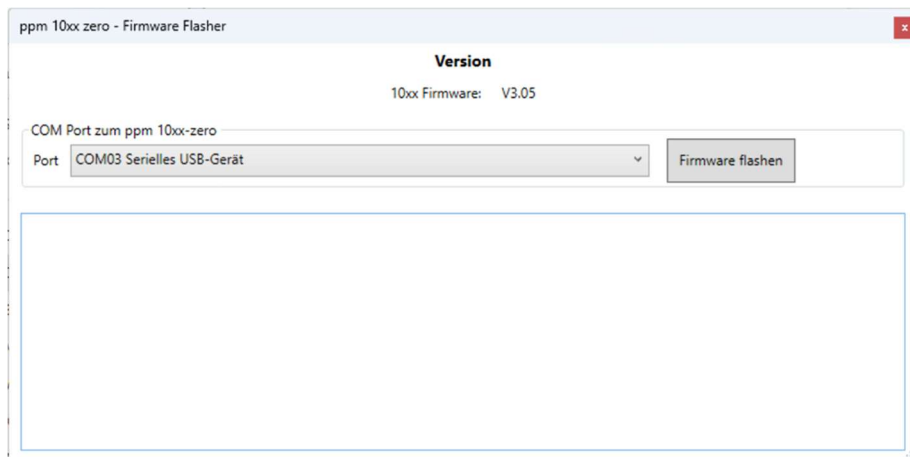 ppm 10xx zero - Firmware Flasher
x
Version
10xx Firmware: V3.05
COM Port zum ppm 10xx-zero
Port COM03 Serielles USB-Gerät Firmware flashen